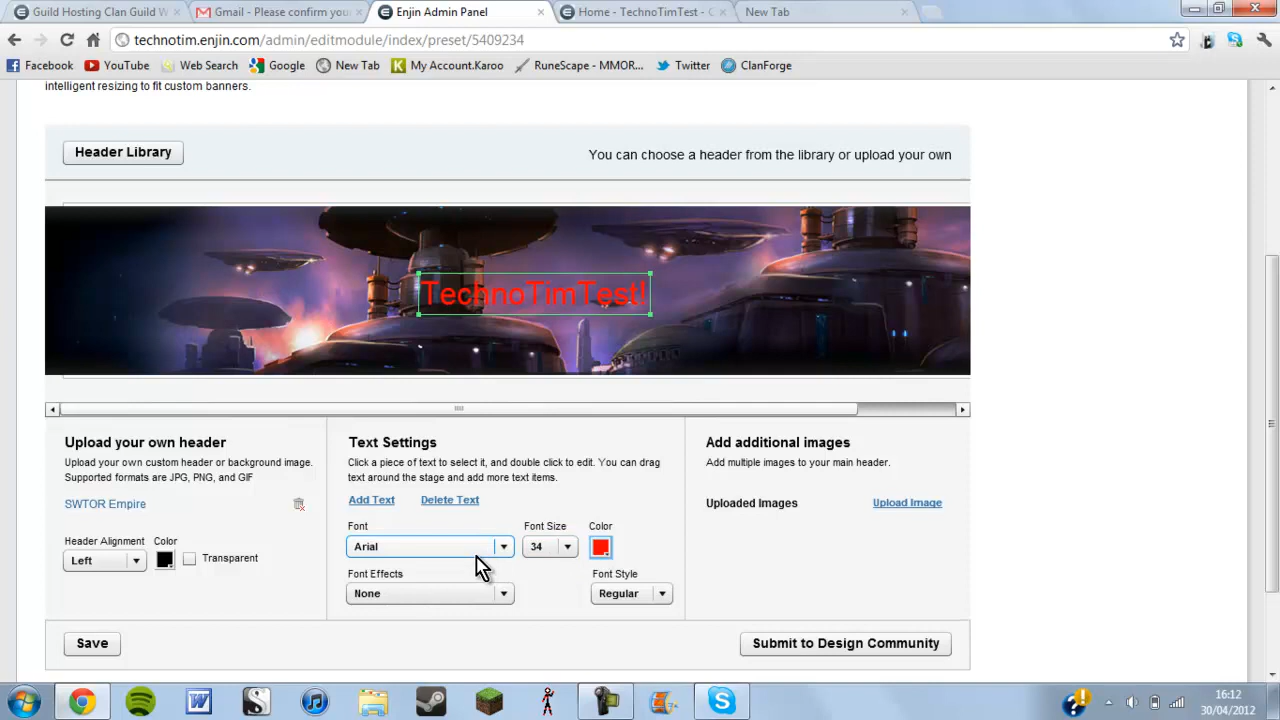 Guild Hosting Clan Guild W
Gmail - Please confirm your
Enjin Admin Panel
Home - TechnoTimTest - C
New Tab
technotim.enjin.com/admin/editmodule/index/preset/5409234
Facebook
YouTube
Web Search
Google
New Tab
My Account.Karoo
RuneScape - MMOR...
Twitter
ClanForge
intelligent resizing to fit custom banners.
Header Library
You can choose a header from the library or upload your own
TechnoTimTest!
Upload your own header
Upload your own custom header or background image.
Supported formats are JPG, PNG, and GIF
SWTOR Empire
Header Alignment
Color
Left
Transparent
Text Settings
Click a piece of text to select it, and double click to edit. You can drag
text around the stage and add more text items.
Add Text
Delete Text
Font
Font Size
Color
Arial
34
Font Effects
Font Style
None
Regular
Add additional images
Add multiple images to your main header.
Uploaded Images
Upload Image
Save
Submit to Design Community
16:12
30/04/2012